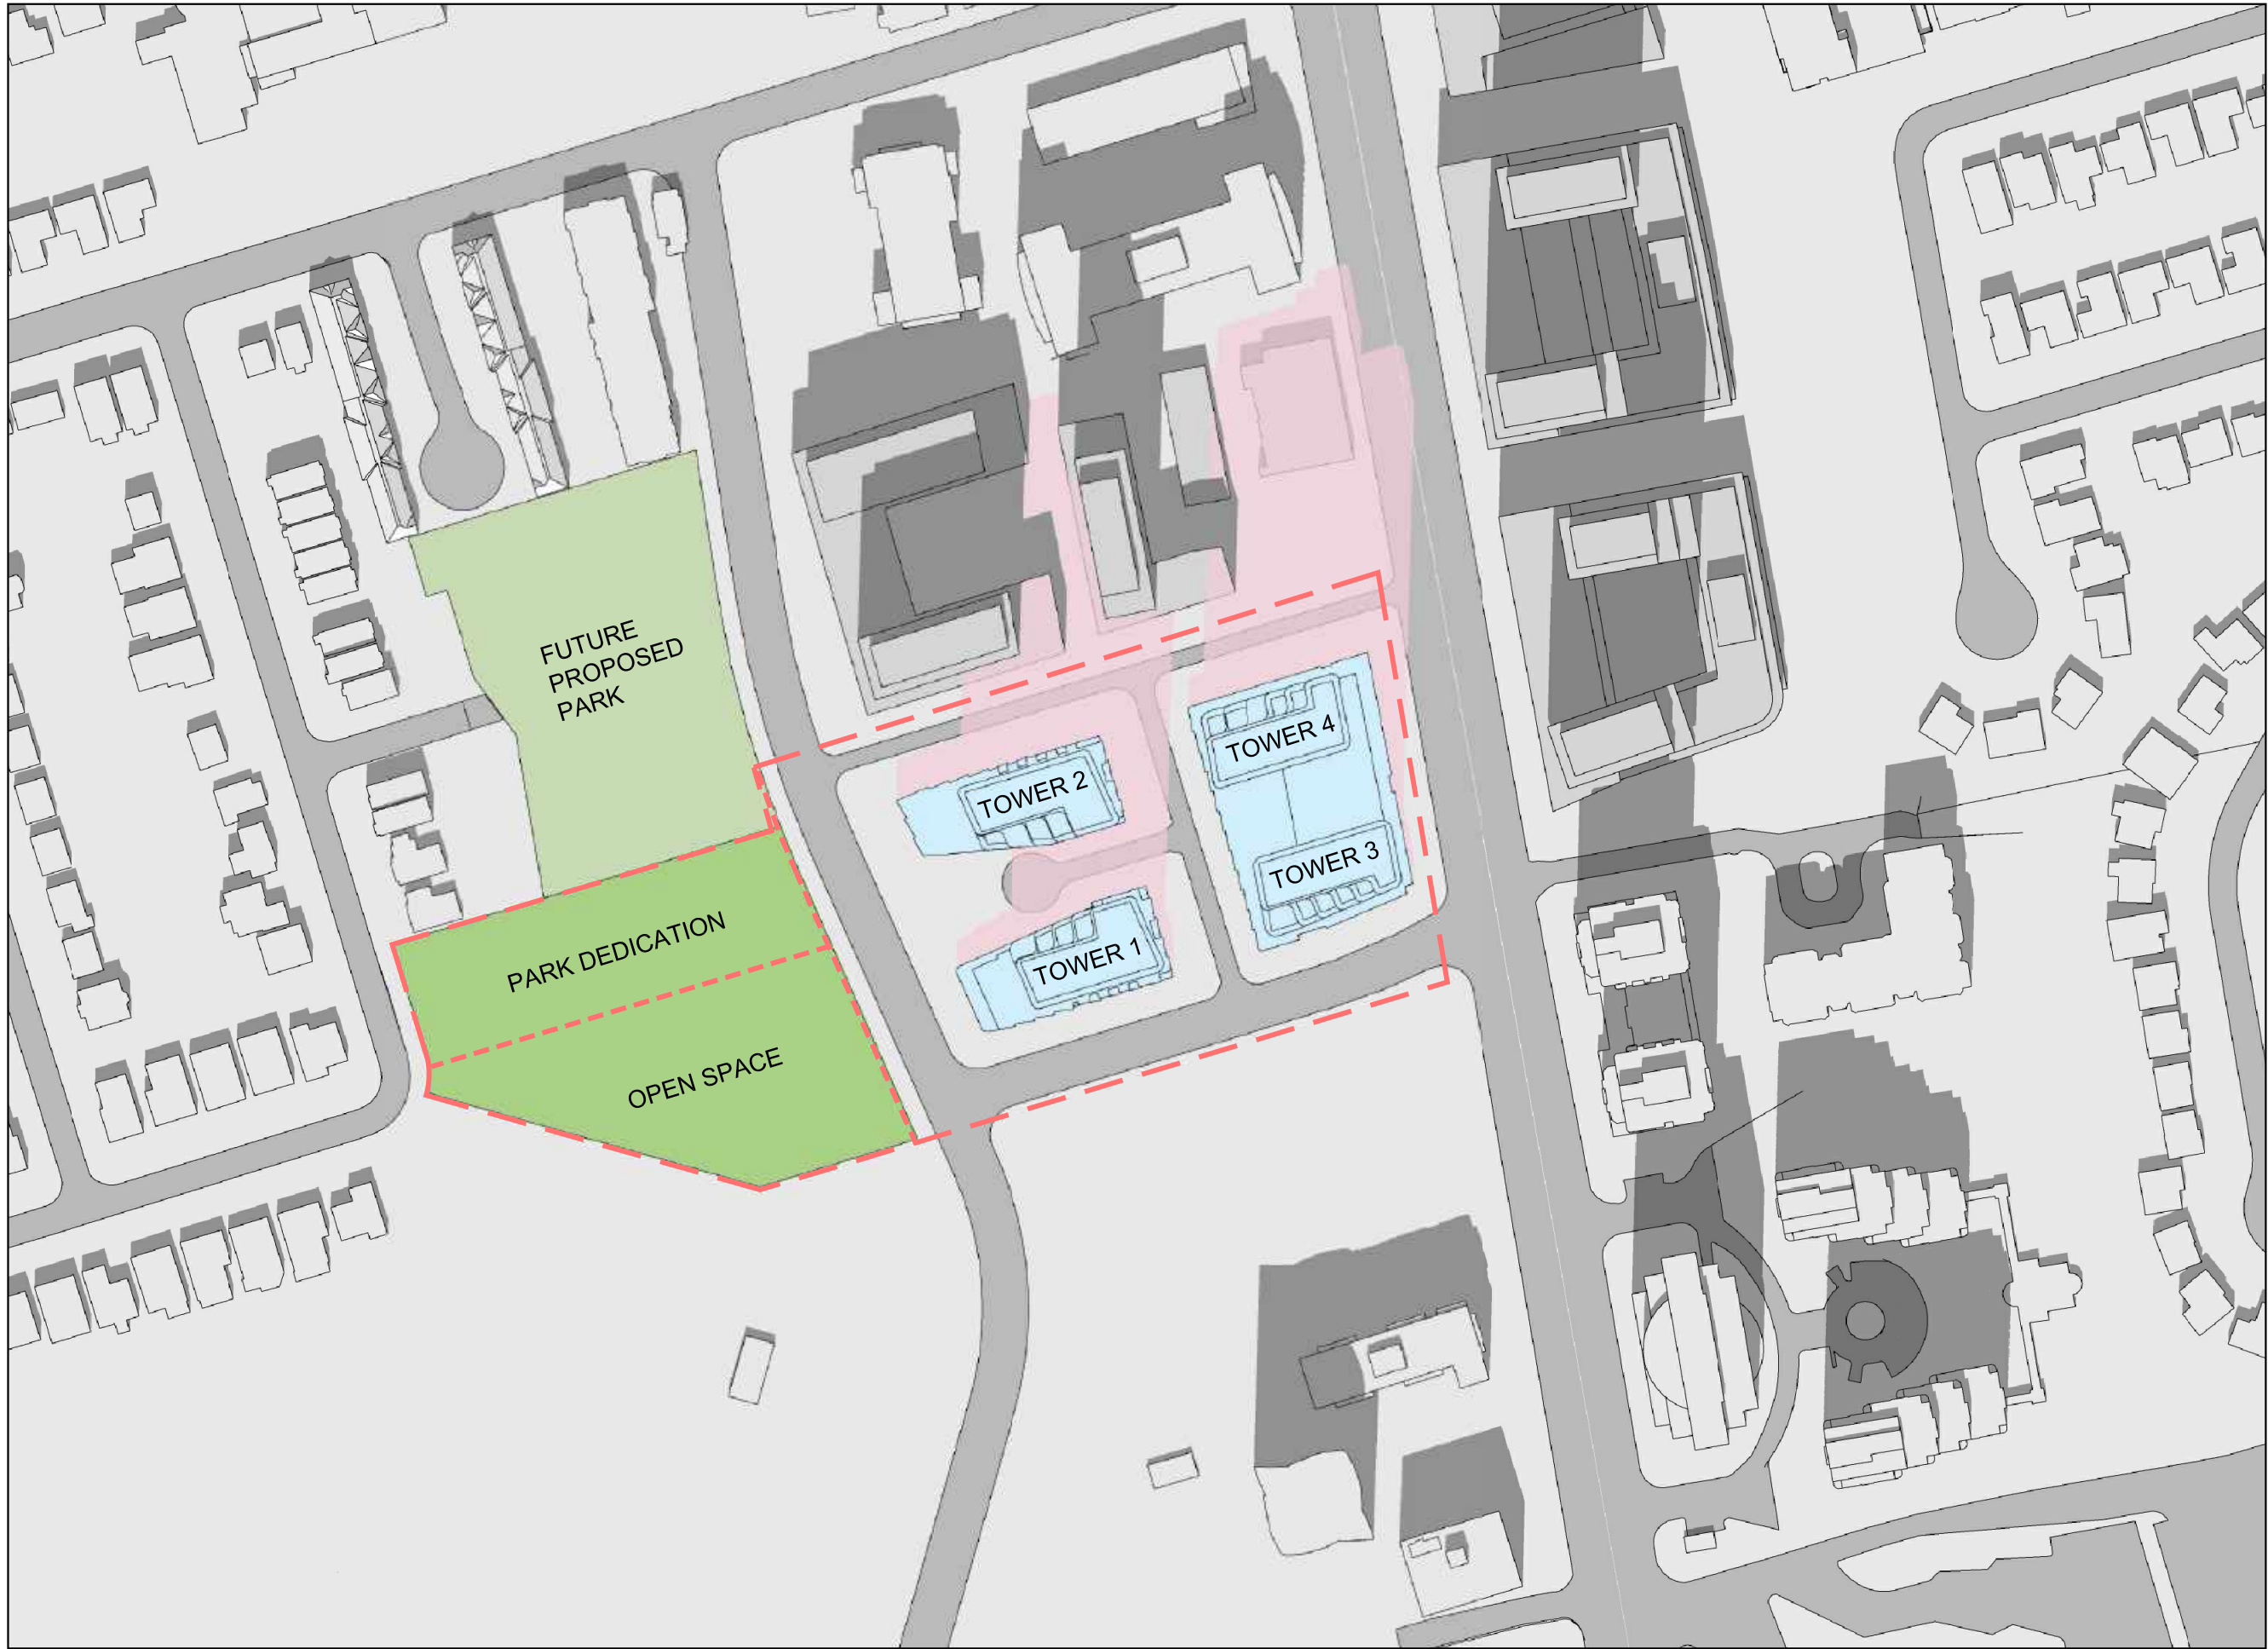 FUTURE
PROPOSED
PARK
TOWER 4
TOWER 2
TOWER 3
PARK DEDICATION
TOWER 1
OPEN SPACE